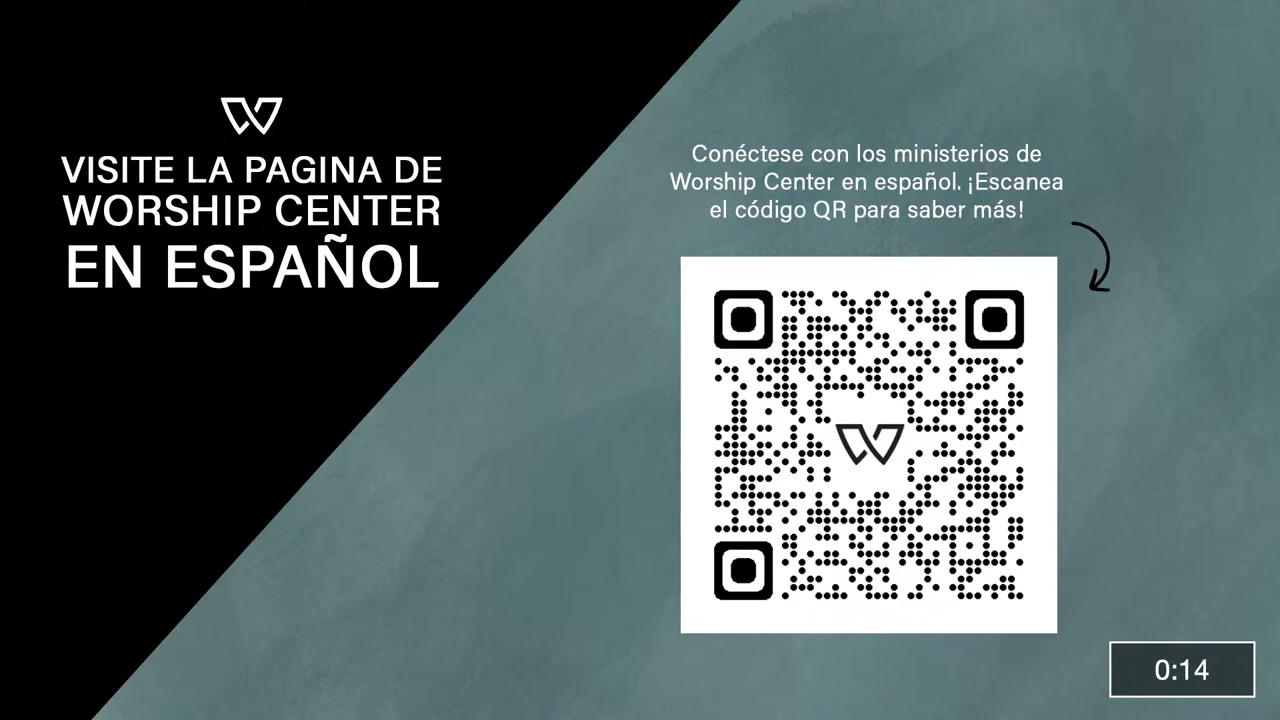 VISITE LA PAGINA DE
WORSHIP CENTER
EN ESPAÑOL
Conéctese con los ministerios de
Worship Center en español. ¡Escanea
el código QR para saber más!
0:14